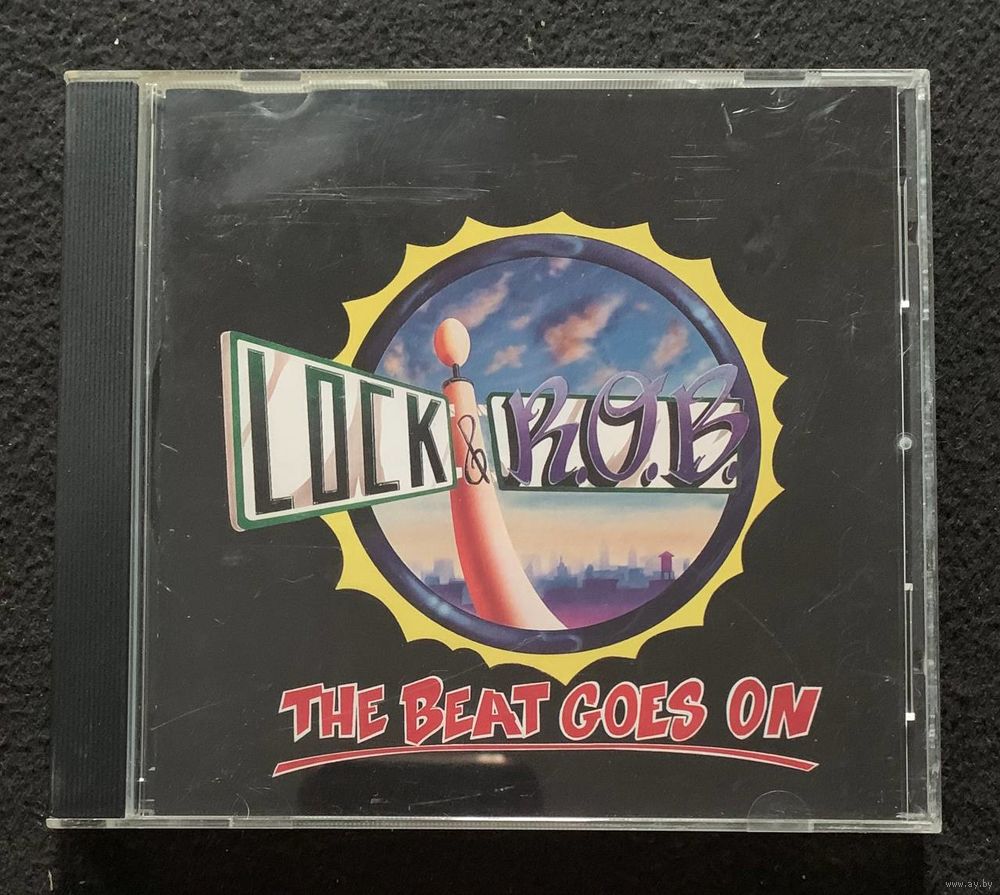 LOCK & R.O.B.
THE BEAT GOES ON
www.ay.by